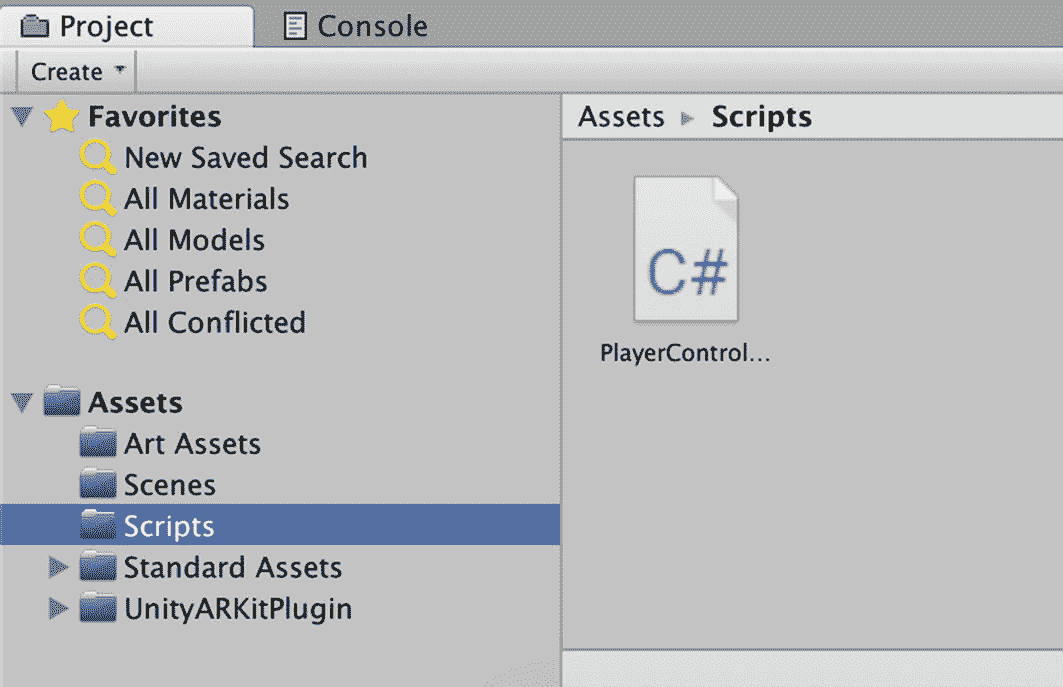 Project
Console
Create
Favorites
New Saved Search
All Materials
All Models
All Prefabs
All Conflicted
Assets
Art Assets
Scenes
Scripts
Standard Assets
UnityARKitPlugin
Assets Scripts
C#
PlayerControl...